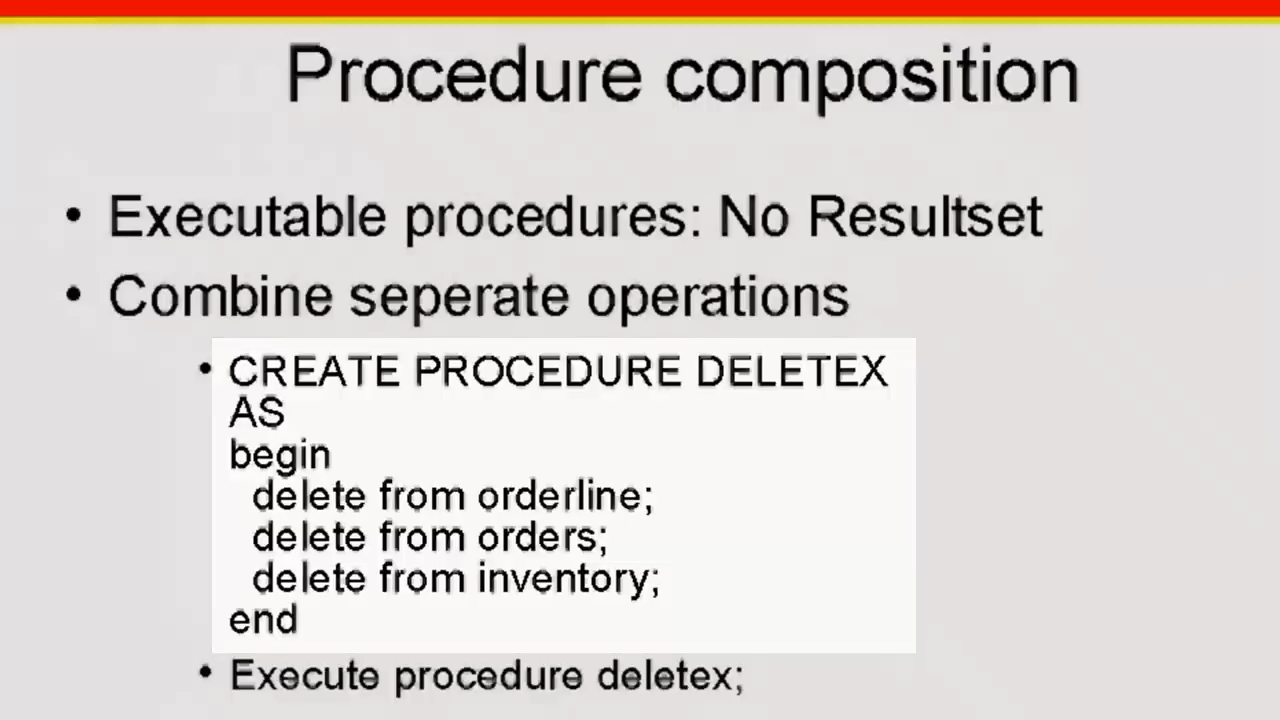 Procedure composition
• Executable procedures: No Resultset
• Combine seperate operations
• CREATE PROCEDURE DELETEX
AS
begin
delete from orderline;
delete from orders;
delete from inventory;
end
• Execute procedure deletex;